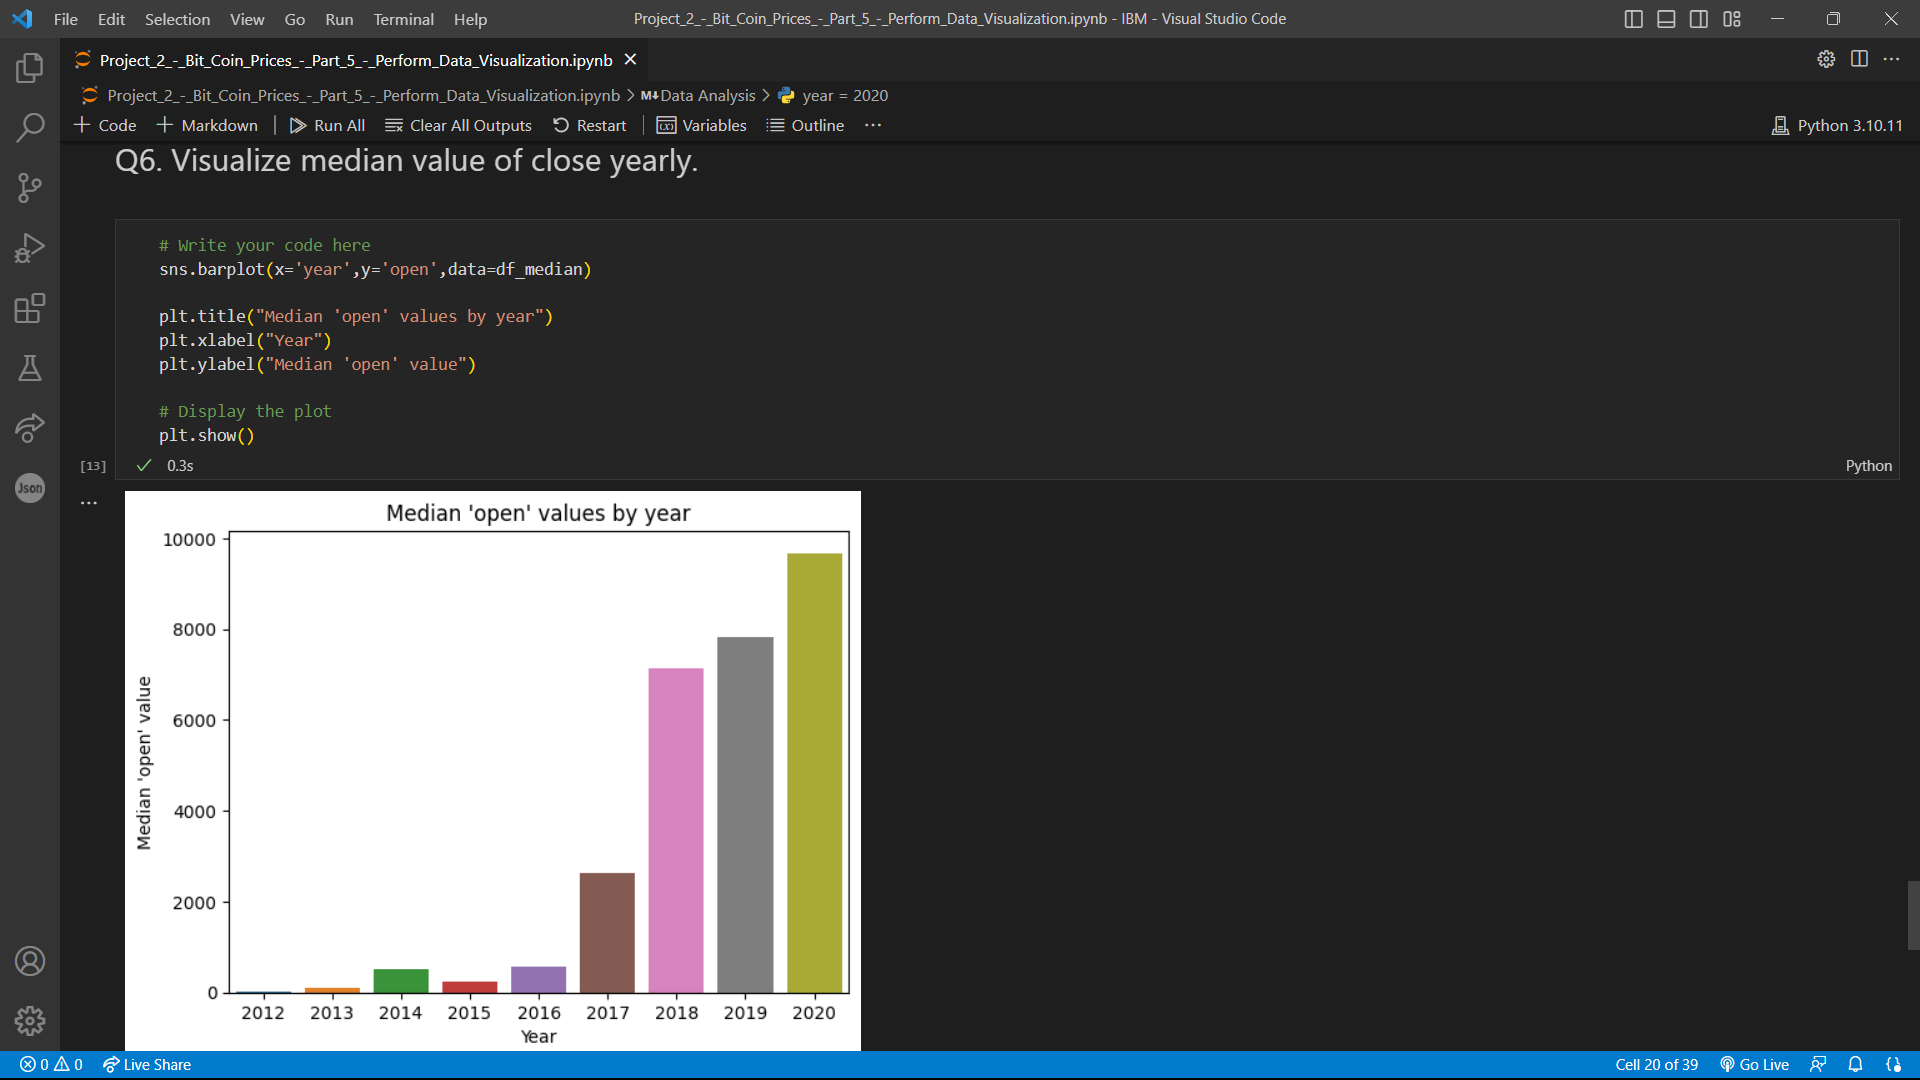 File Edit Selection View Go Run Terminal Help
Project_2_-_Bit_Coin_Prices_-_Part_5_-_Perform_Data_Visualization.ipynb - IBM - Visual Studio Code
Project_2_-_Bit_Coin_Prices_-_Part_5_-_Perform_Data_Visualization.ipynb
Project_2_-_Bit_Coin_Prices_-_Part_5_-_Perform_Data_Visualization.ipynb > M↓Data Analysis > year = 2020
+ Code + Markdown | Run All Clear All Outputs Restart | Variables Outline ···
Python 3.10.11
Q6. Visualize median value of close yearly.
# Write your code here
sns.barplot(x='year',y='open',data=df_median)
plt.title("Median 'open' values by year")
plt.xlabel("Year")
plt.ylabel("Median 'open' value")
# Display the plot
plt.show()
[13] ✓ 0.3s
Python
Json
Median 'open' values by year
10000
8000
6000
4000
2000
0
Median 'open' value
2012 2013 2014 2015 2016 2017 2018 2019 2020
Year
0 0 Live Share
Cell 20 of 39 Go Live